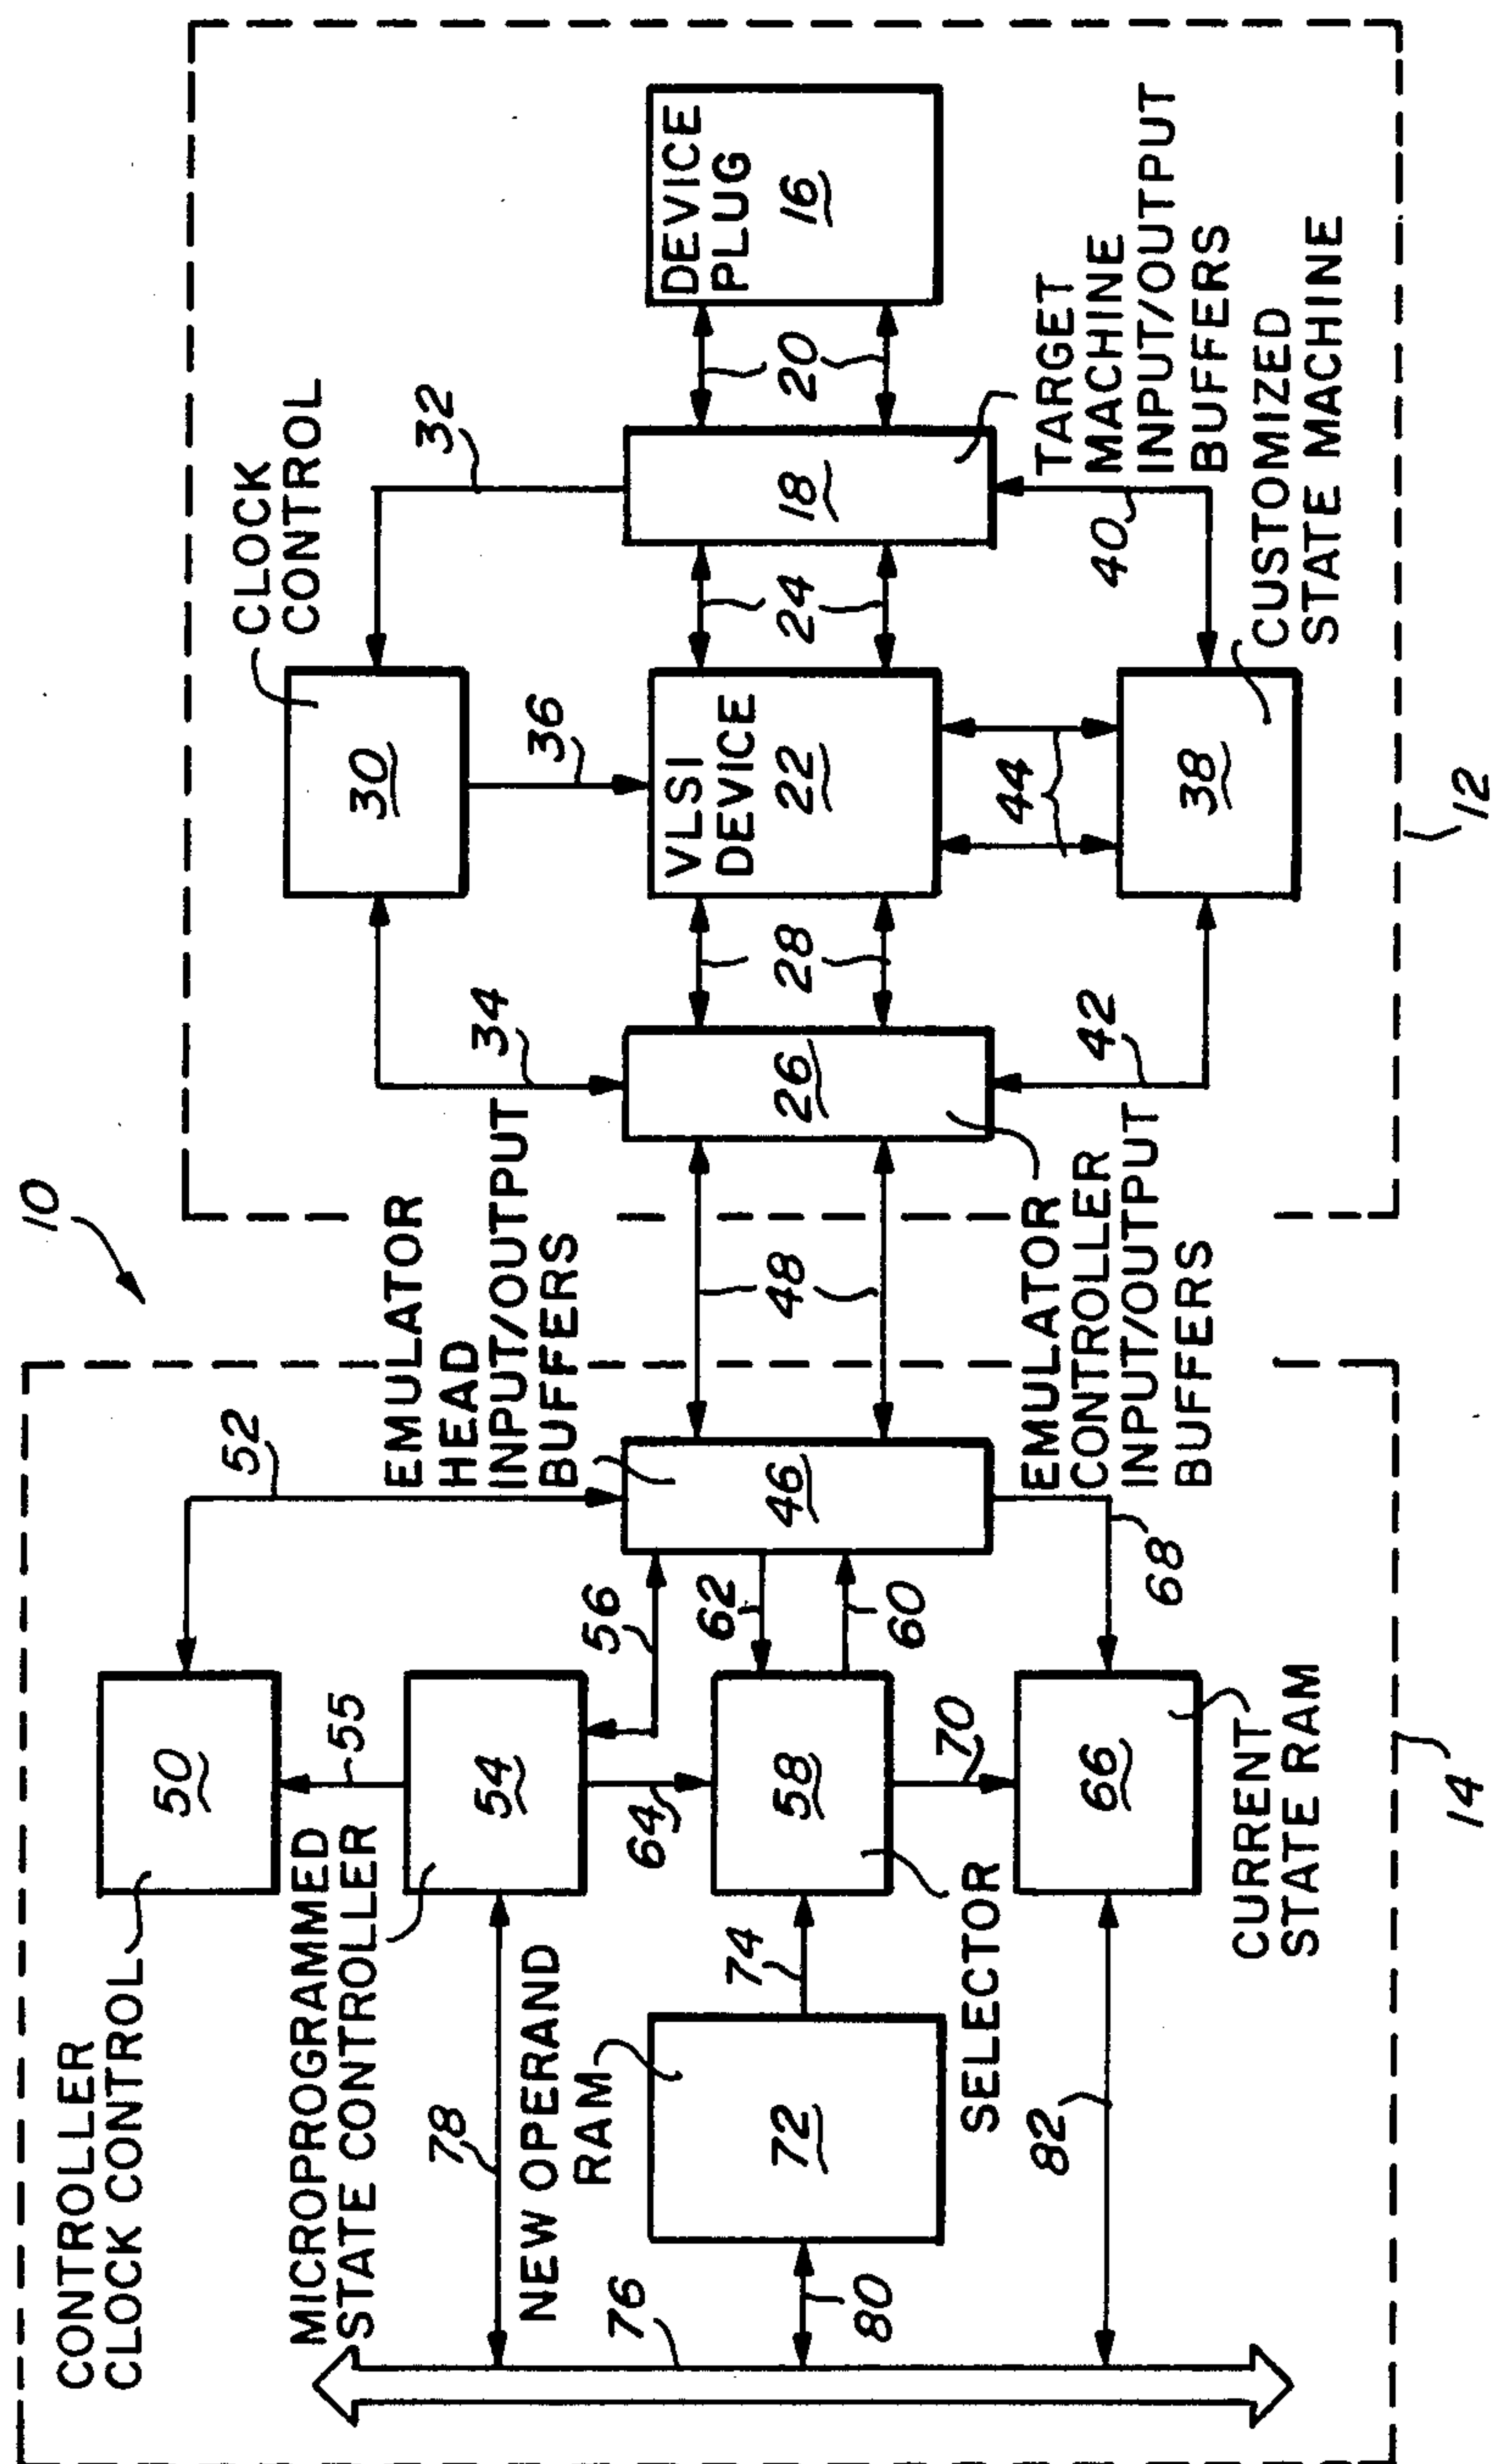 10
CONTROLLER
CLOCK CONTROL
50
52
55
MICROPROGRAMMED
STATE CONTROLLER
54
56
78
64
NEW OPERAND
RAM
72
74
76
80
SELECTOR
58
62
60
70
66
68
82
CURRENT
STATE RAM
14
EMULATOR
HEAD
INPUT/OUTPUT
BUFFERS
46
48
EMULATOR
CONTROLLER
INPUT/OUTPUT
BUFFERS
26
34
42
28
CLOCK
CONTROL
30
32
36
VLSI
DEVICE
22
24
44
38
40
18
20
DEVICE
PLUG
16
TARGET
MACHINE
INPUT/OUTPUT
BUFFERS
CUSTOMIZED
STATE MACHINE
12